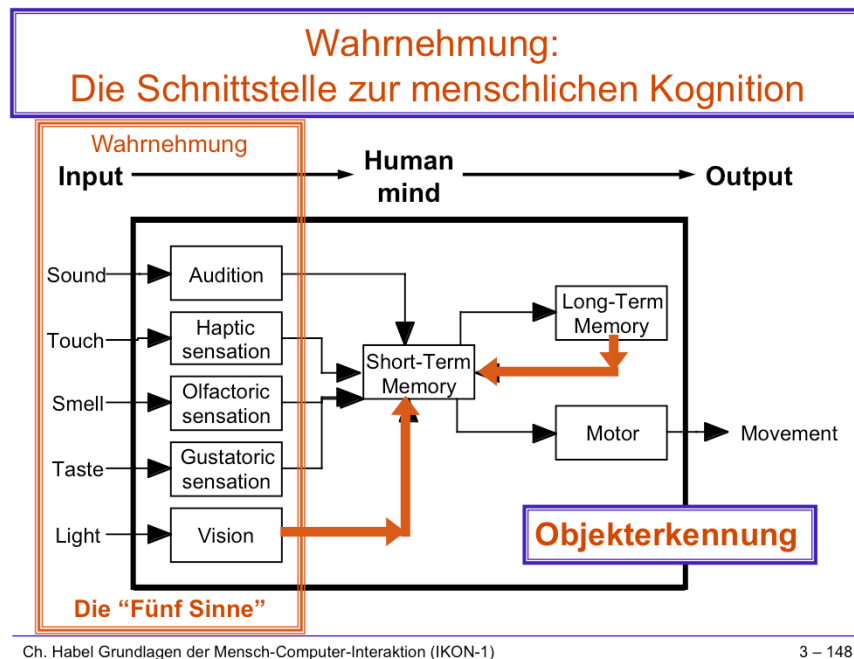 Wahrnehmung:
Die Schnittstelle zur menschlichen Kognition
Wahrnehmung
Input
Human
mind
Output
Sound
Audition
Touch
Haptic
sensation
Smell
Olfactoric
sensation
Taste
Gustatoric
sensation
Light
Vision
Short-Term
Memory
Long-Term
Memory
Motor
Movement
Objekterkennung
Die “Fünf Sinne”
Ch. Habel Grundlagen der Mensch-Computer-Interaktion (IKON-1)
3 – 148